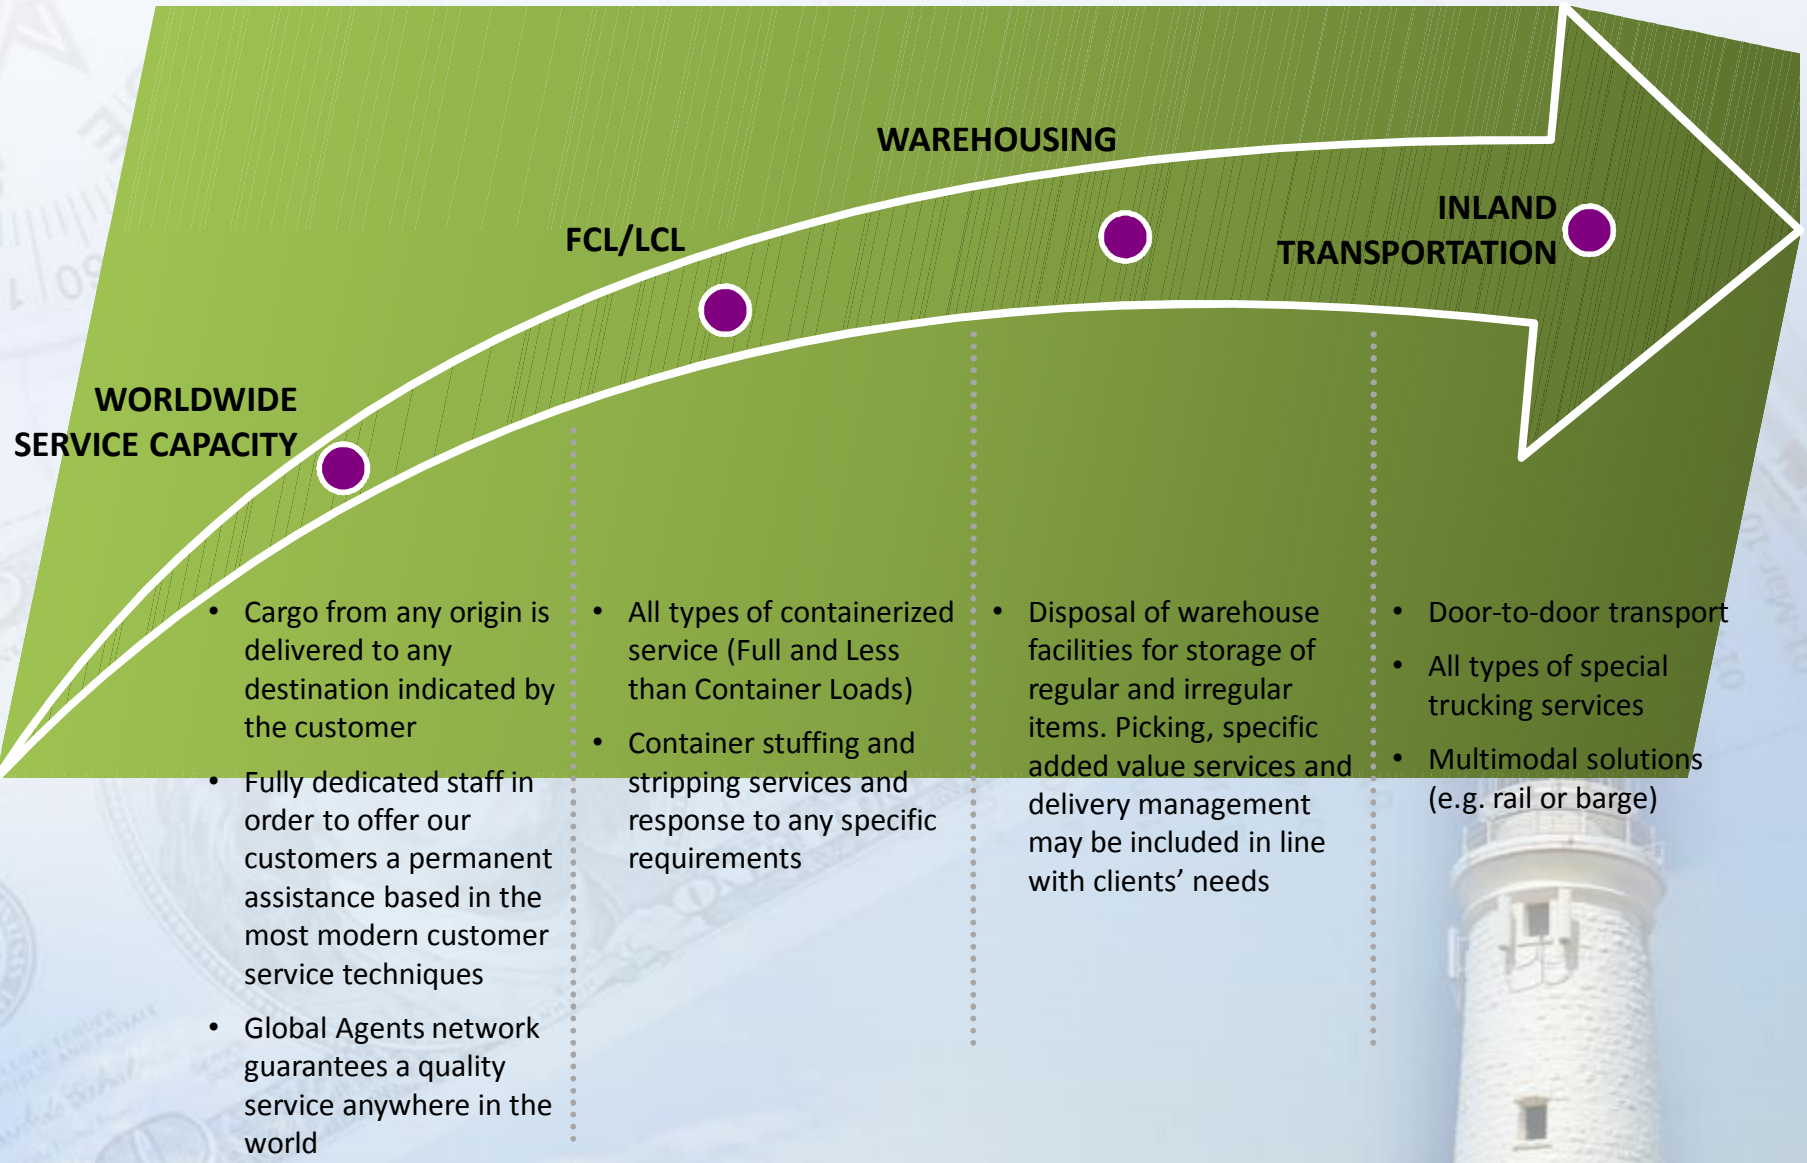 WORLDWIDE
SERVICE CAPACITY
FCL/LCL
WAREHOUSING
INLAND
TRANSPORTATION
• Cargo from any origin is
delivered to any
destination indicated by
the customer
• Fully dedicated staff in
order to offer our
customers a permanent
assistance based in the
most modern customer
service techniques
• Global Agents network
guarantees a quality
service anywhere in the
world
• All types of containerized
service (Full and Less
than Container Loads)
• Container stuffing and
stripping services and
response to any specific
requirements
• Disposal of warehouse
facilities for storage of
regular and irregular
items. Picking, specific
added value services and
delivery management
may be included in line
with clients’ needs
• Door-to-door transport
• All types of special
trucking services
• Multimodal solutions
(e.g. rail or barge)
01-Mar-10